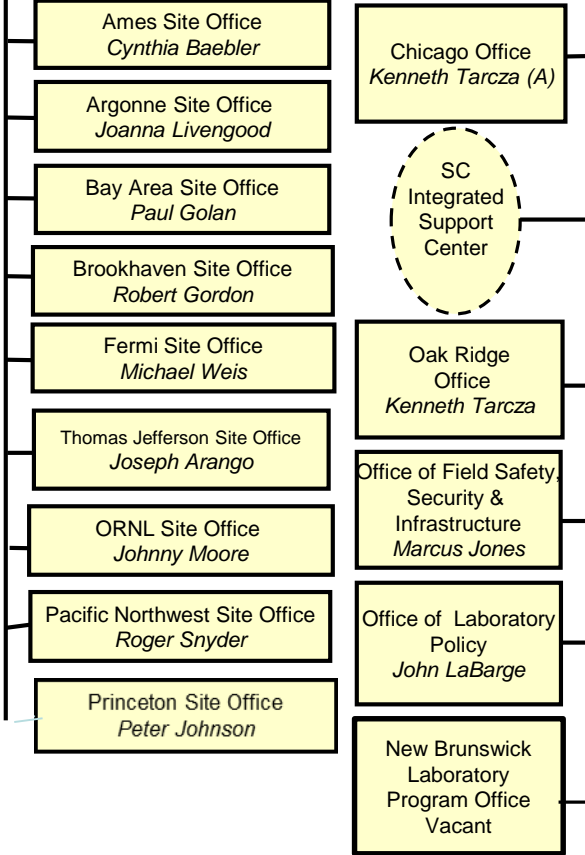 Ames Site Office
Cynthia Baebler
Argonne Site Office
Joanna Livengood
Bay Area Site Office
Paul Golan
Brookhaven Site Office
Robert Gordon
Fermi Site Office
Michael Weis
Thomas Jefferson Site Office
Joseph Arango
ORNL Site Office
Johnny Moore
Pacific Northwest Site Office
Roger Snyder
Princeton Site Office
Peter Johnson
Chicago Office
Kenneth Tarcza (A)
SC
Integrated
Support
Center
Oak Ridge
Office
Kenneth Tarcza
Office of Field Safety,
Security &
Infrastructure
Marcus Jones
Office of Laboratory
Policy
John LaBarge
New Brunswick
Laboratory
Program Office
Vacant